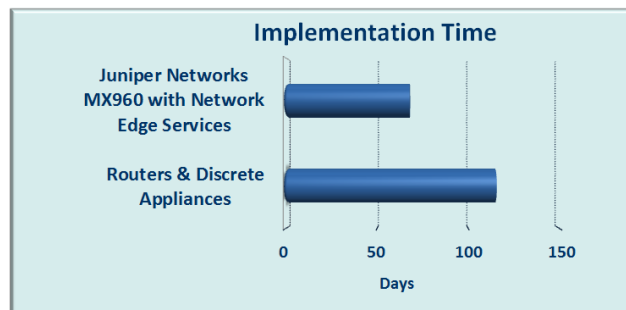 Implementation Time
Juniper Networks
MX960 with Network
Edge Services
Routers & Discrete
Appliances
0 50 100 150
Days